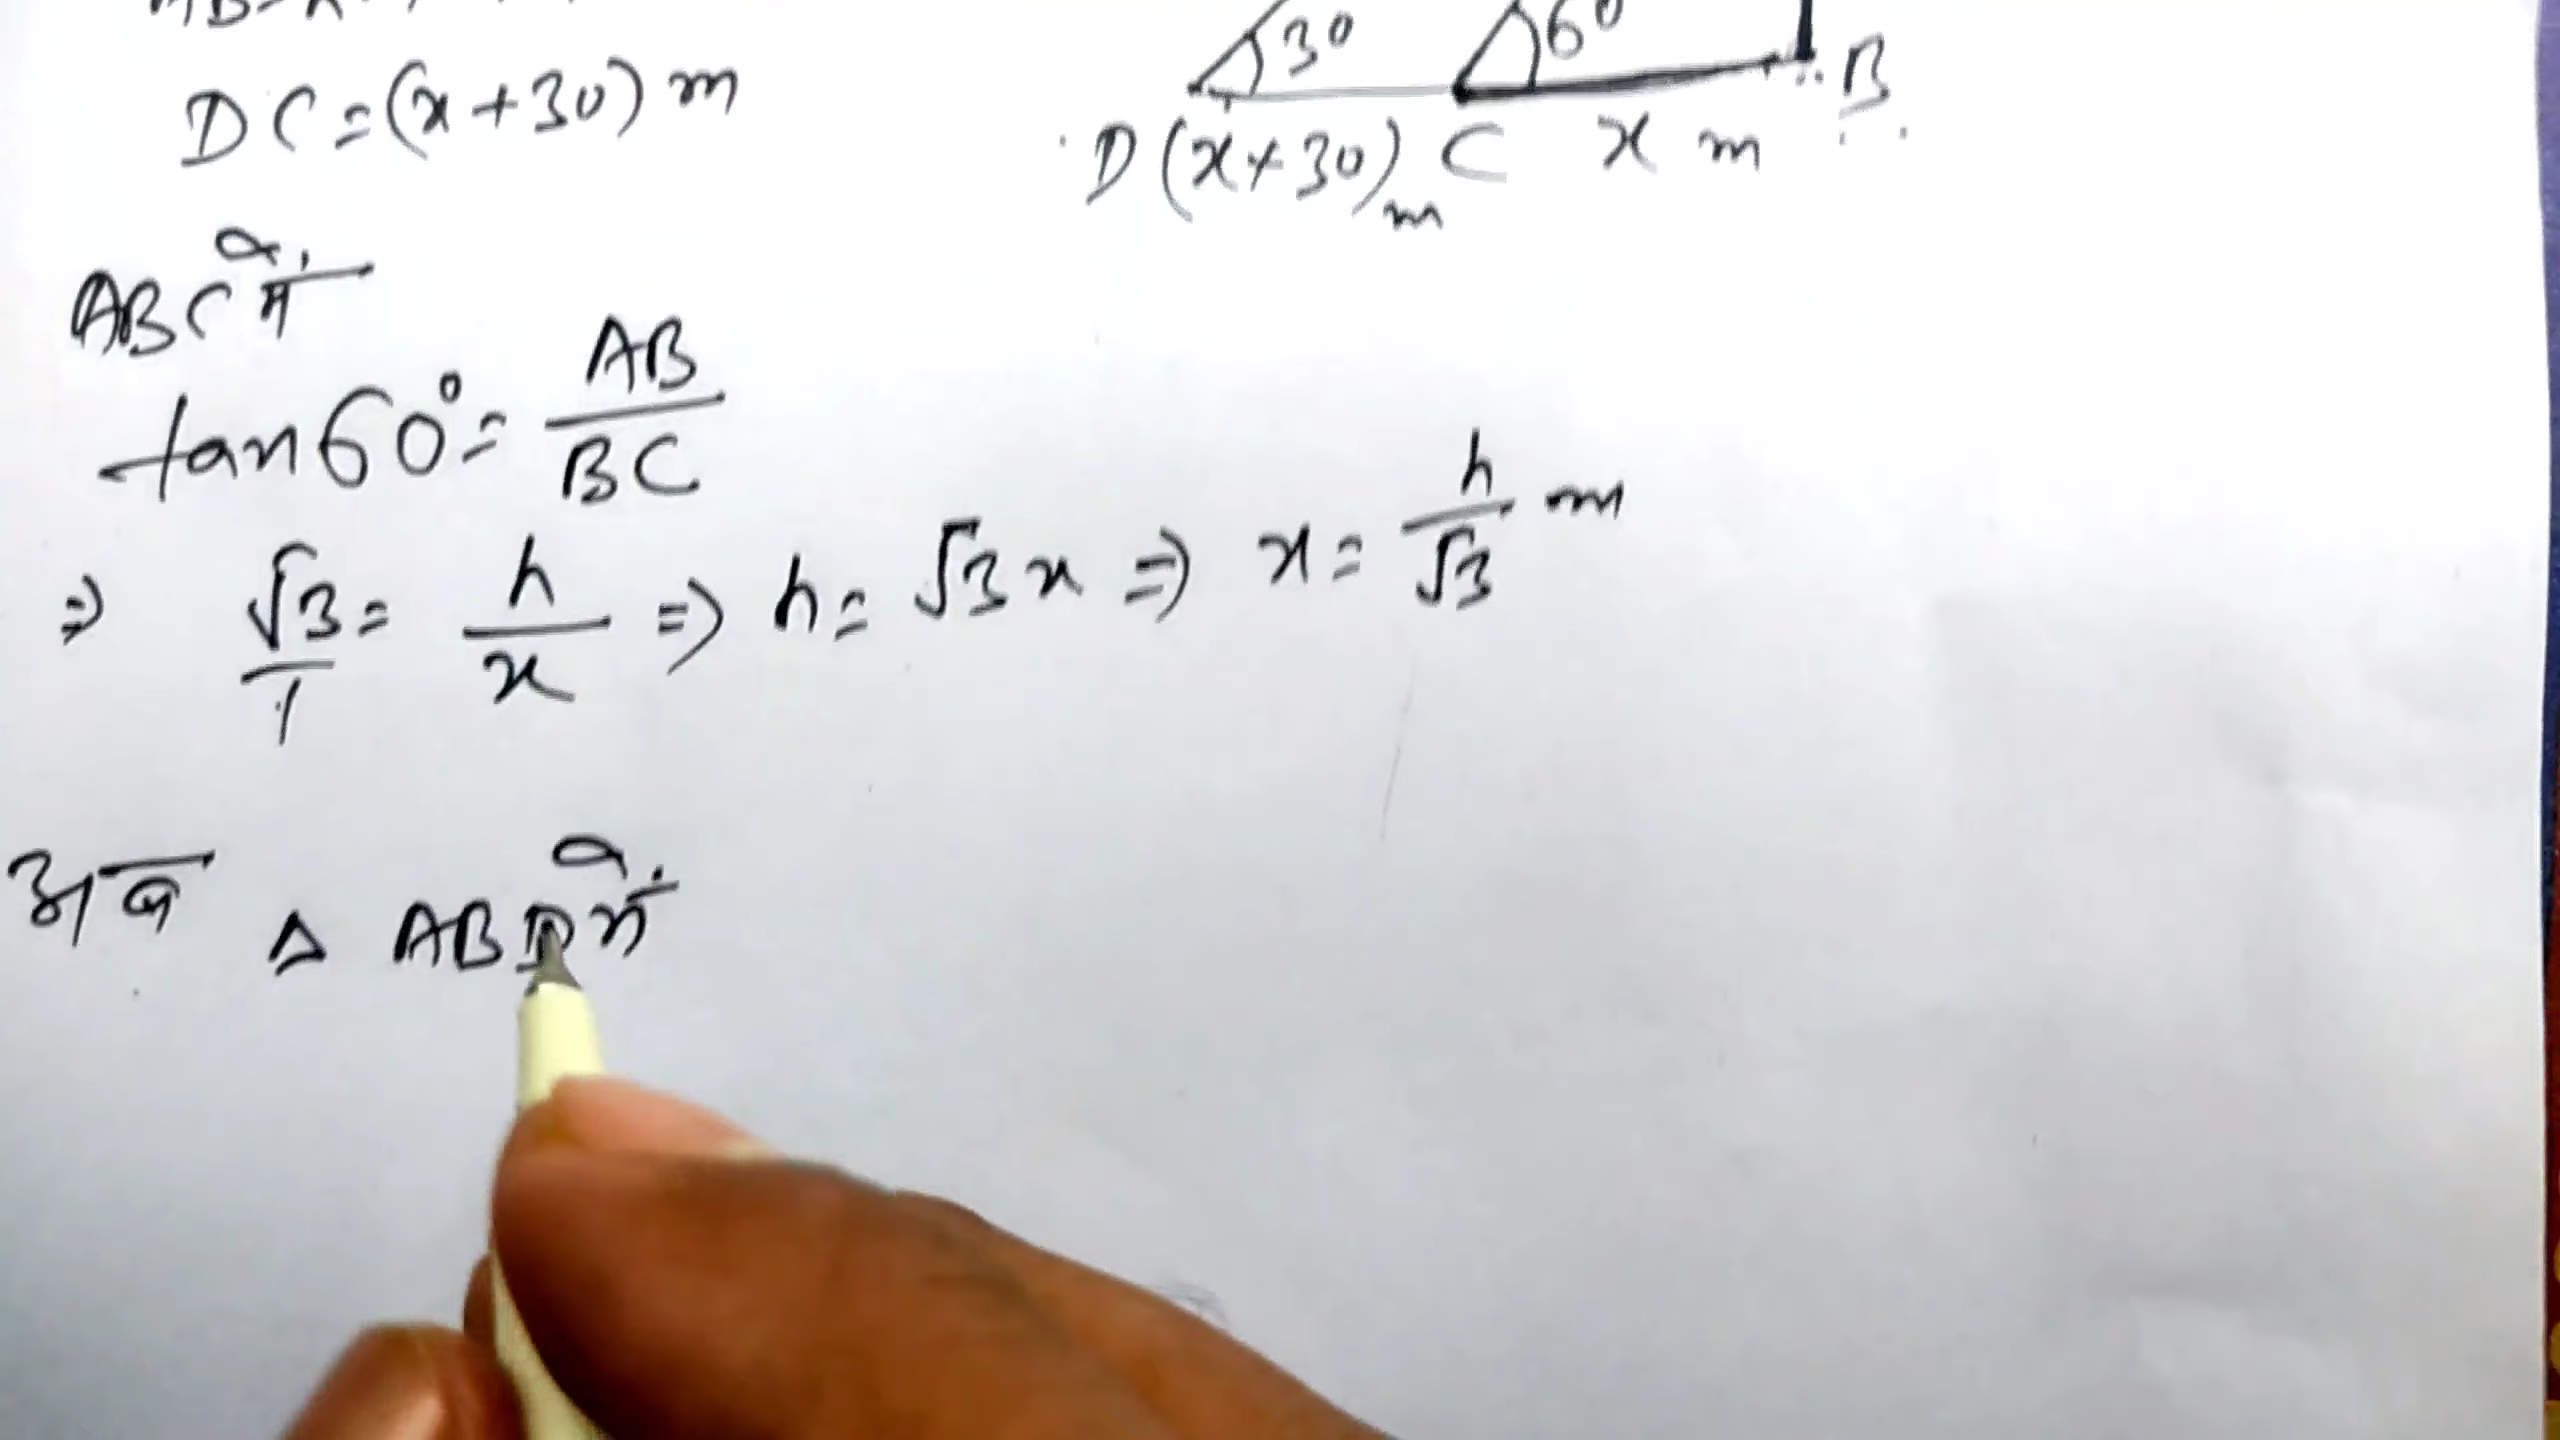 DC = (x + 30) m
30
60
B
D (x+30) m C x m
ABC में
tan 60° = AB / BC
⇒ √3 / 1 = h / x ⇒ h = √3 x ⇒ x = h / √3 m
अब Δ ABD में